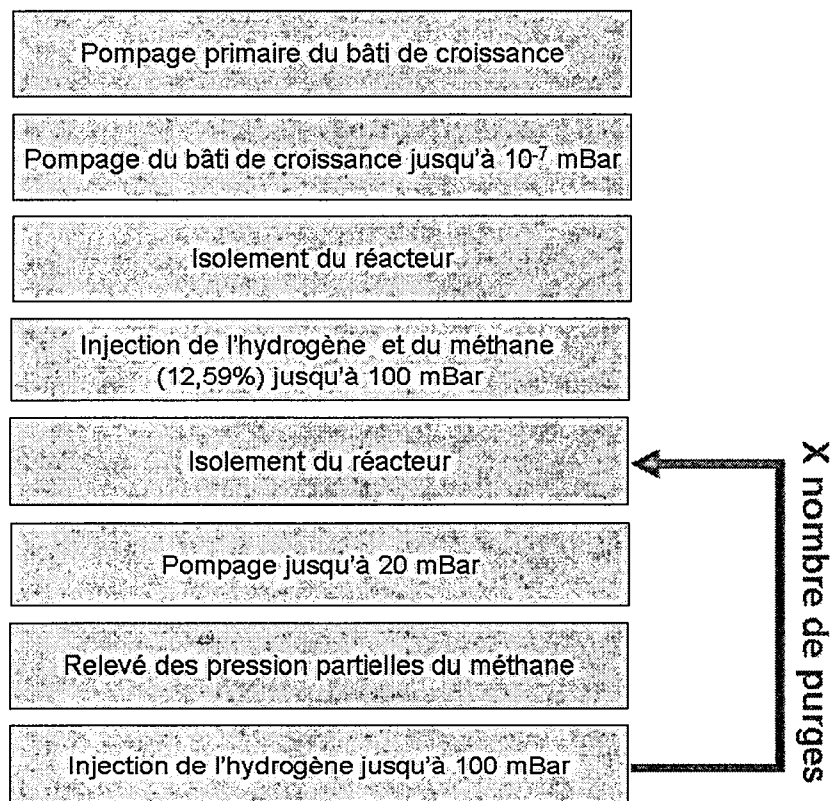 Pompage primaire du bâti de croissance
Pompage du bâti de croissance jusqu'à 10⁻⁷ mBar
Isolement du réacteur
Injection de l'hydrogène et du méthane
(12,59%) jusqu'à 100 mBar
Isolement du réacteur
Pompage jusqu'à 20 mBar
Relevé des pression partielles du méthane
Injection de l'hydrogène jusqu'à 100 mBar
X nombre de purges